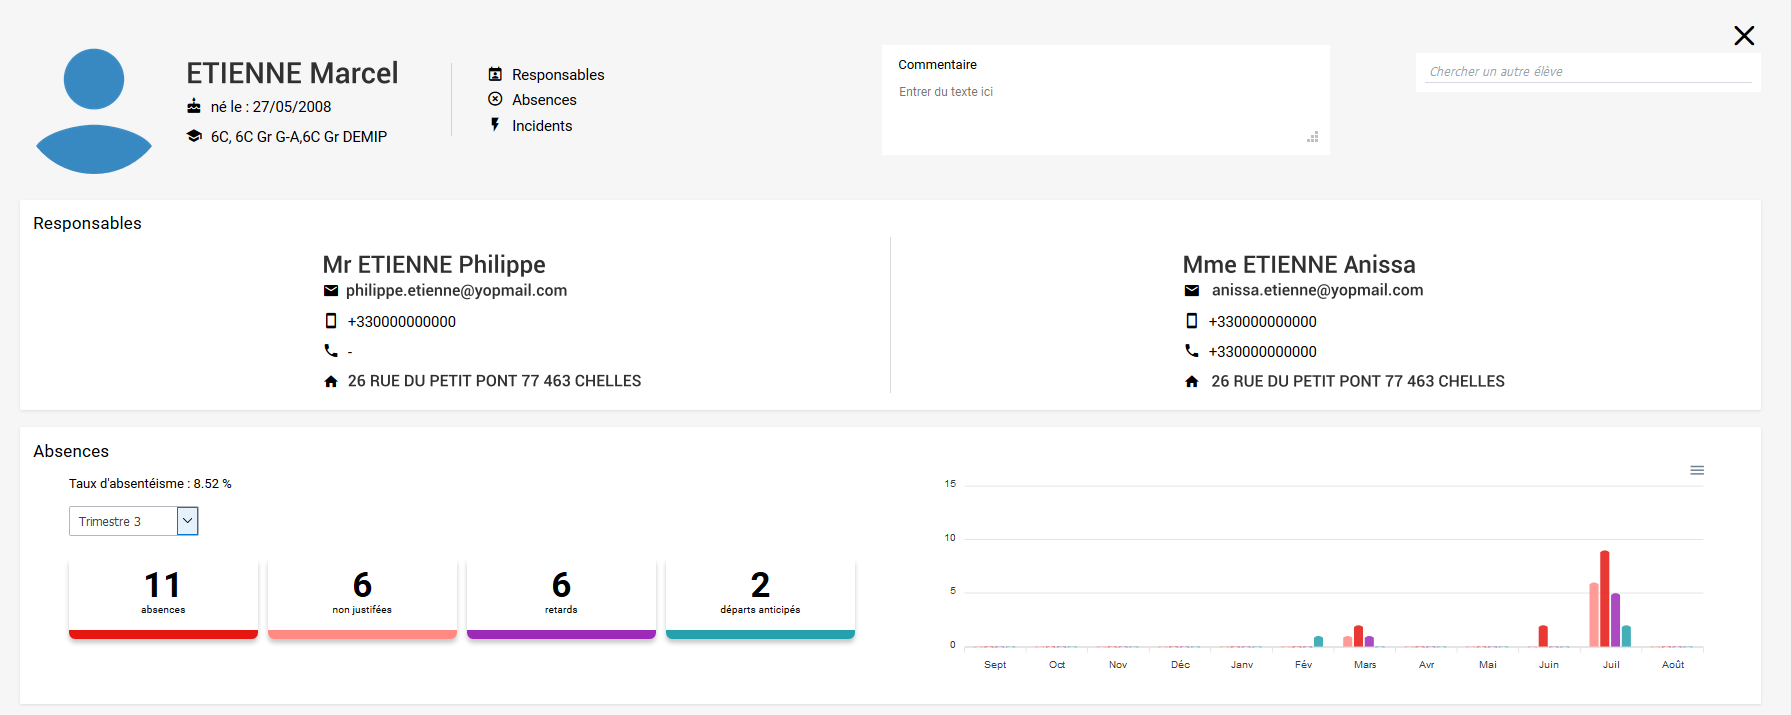 ETIENNE Marcel
né le : 27/05/2008
6C, 6C Gr G-A,6C Gr DEMIP
Responsables
Absences
Incidents
Commentaire
Entrer du texte ici
Chercher un autre élève
Responsables
Mr ETIENNE Philippe
philippe.etienne@yopmail.com
+330000000000
-
26 RUE DU PETIT PONT 77 463 CHELLES
Mme ETIENNE Anissa
anissa.etienne@yopmail.com
+330000000000
+330000000000
26 RUE DU PETIT PONT 77 463 CHELLES
Absences
Taux d'absentéisme : 8.52 %
Trimestre 3
11
absences
6
non justifiées
6
retards
2
départs anticipés
15
10
5
0
Sept Oct Nov Déc Janv Fév Mars Avr Mai Juin Juil Août